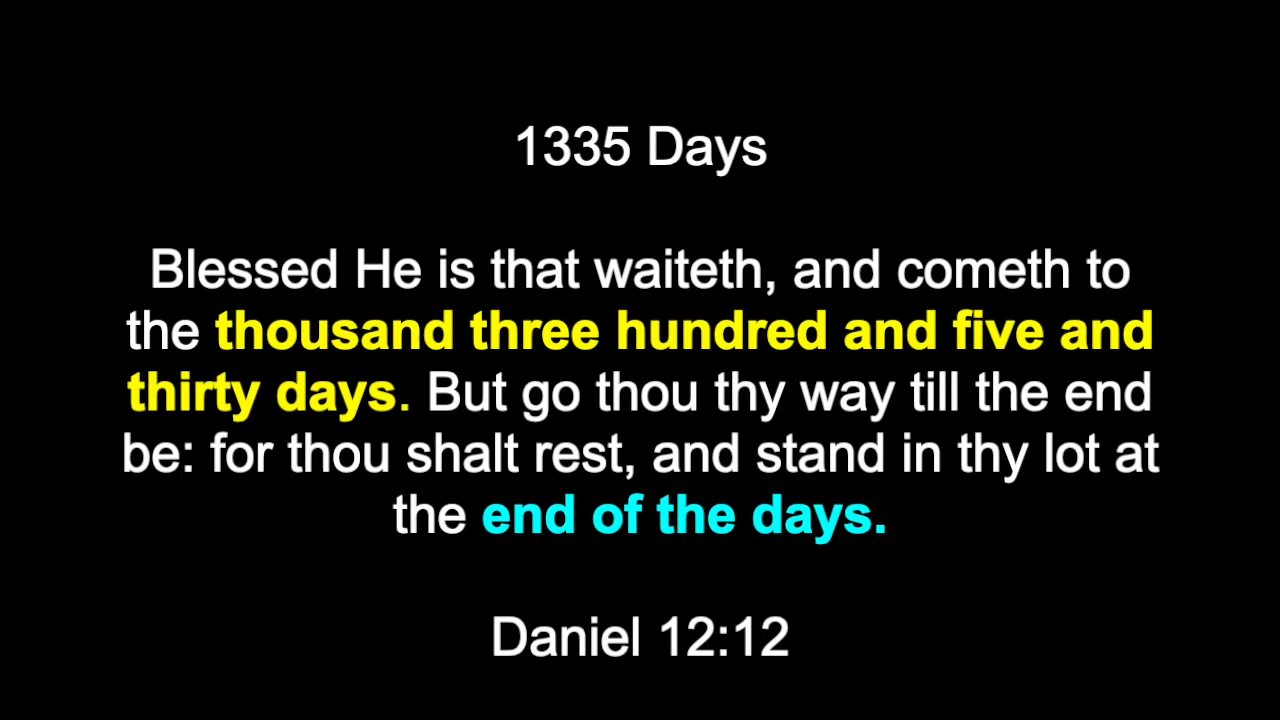 1335 Days
Blessed He is that waiteth, and cometh to
the thousand three hundred and five and
thirty days. But go thou thy way till the end
be: for thou shalt rest, and stand in thy lot at
the end of the days.
Daniel 12:12